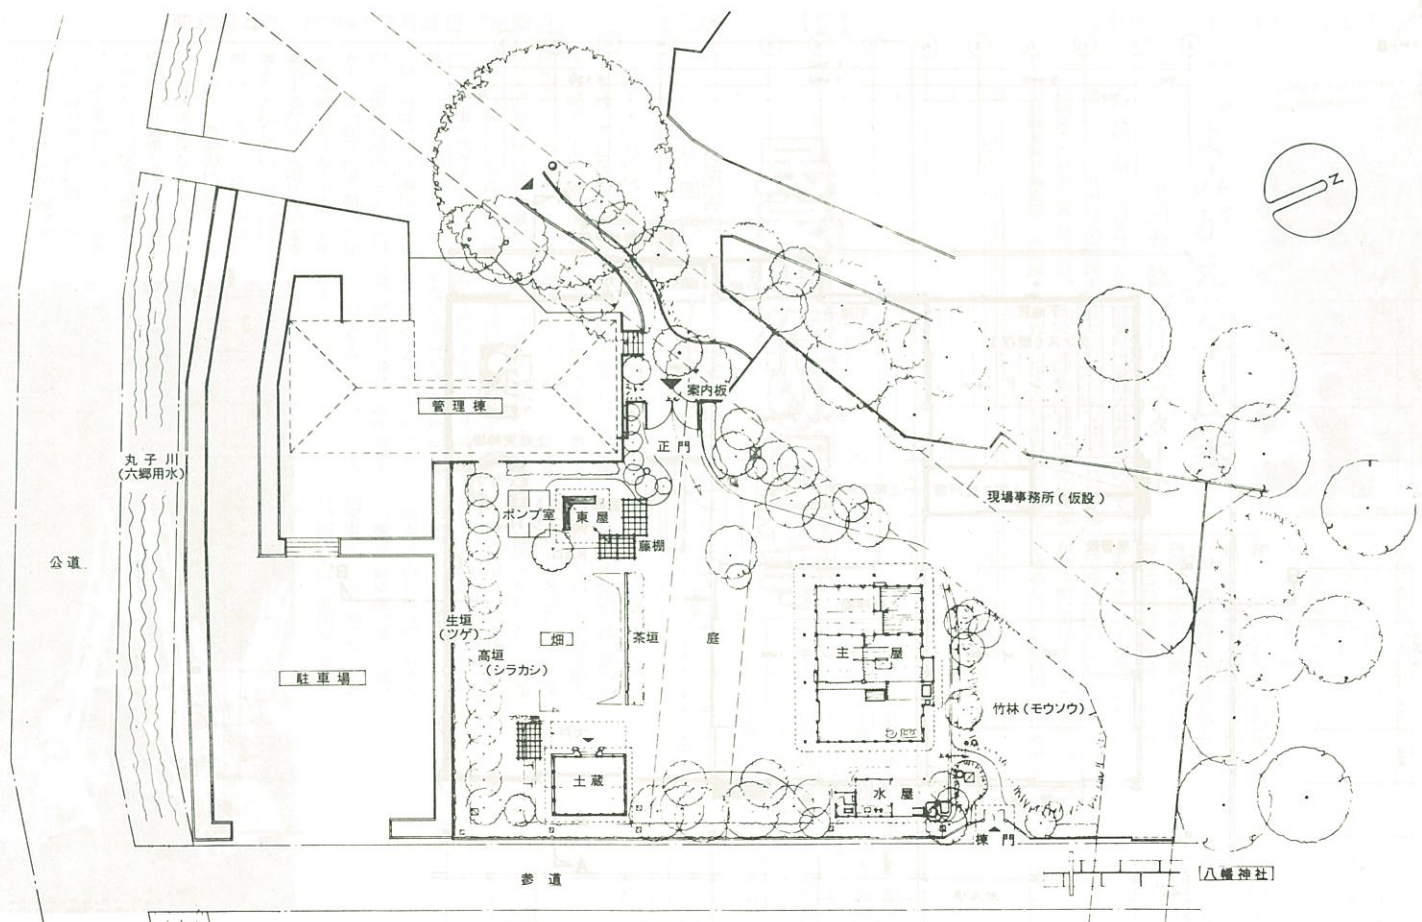 N
案内板
管理棟
正門
丸子川
(六郷用水)
現場事務所(仮設)
ポンプ室
東屋
藤棚
公道
生垣
(ツゲ)
畑
茶垣
庭
主屋
高垣
(シラカシ)
駐車場
竹林(モウソウ)
土蔵
水屋
棟門
参道
八幡神社